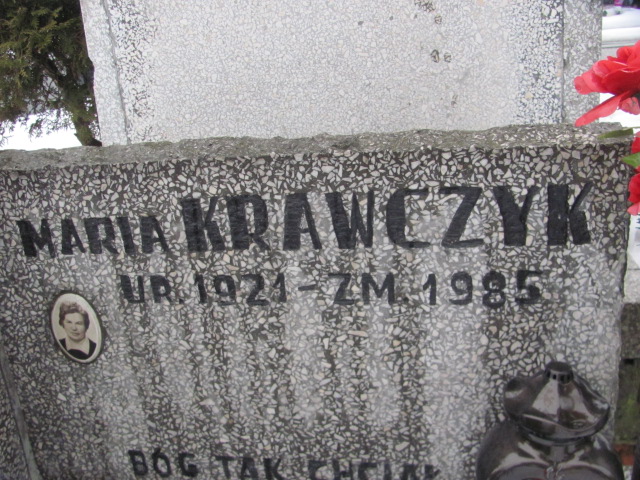 MARIA KRAWCZYK
UR. 1921 - ZM. 1985
BÓG TAK CHCIAŁ